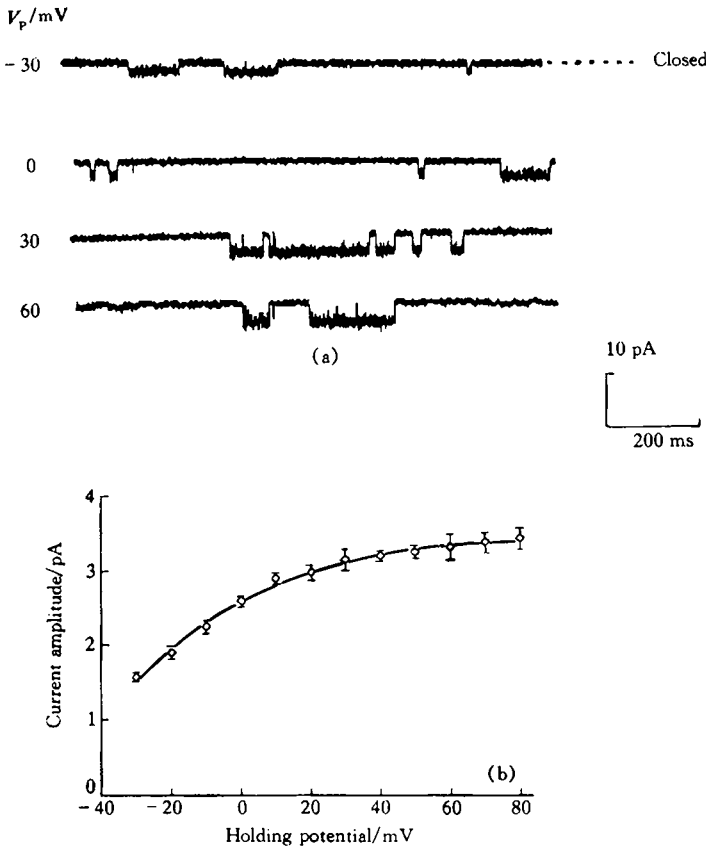 V_P/mV
− 30
Closed
0
30
60
(a)
10 pA
200 ms
4
3
2
1
0
Current amplitude/pA
(b)
− 40 − 20 0 20 40 60 80
Holding potential/mV